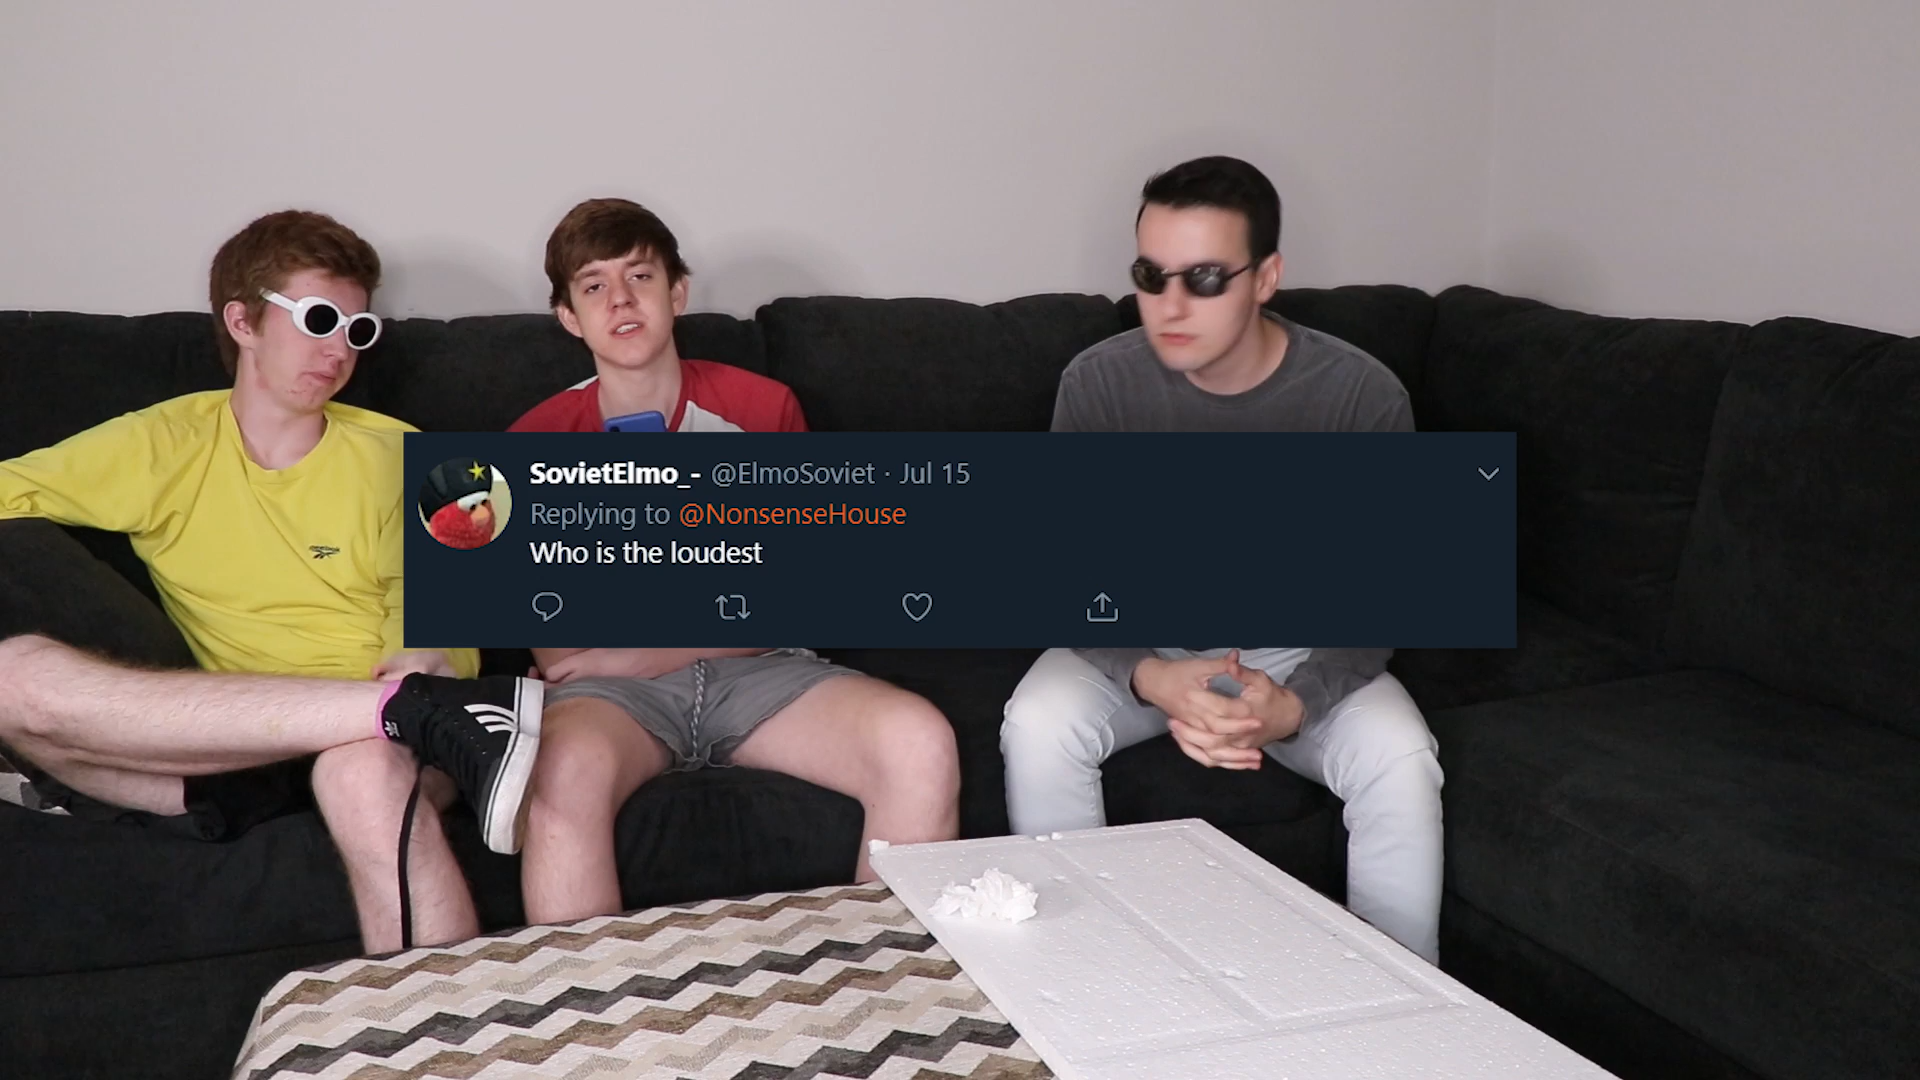 SovietElmo_- @ElmoSoviet · Jul 15
Replying to @NonsenseHouse
Who is the loudest